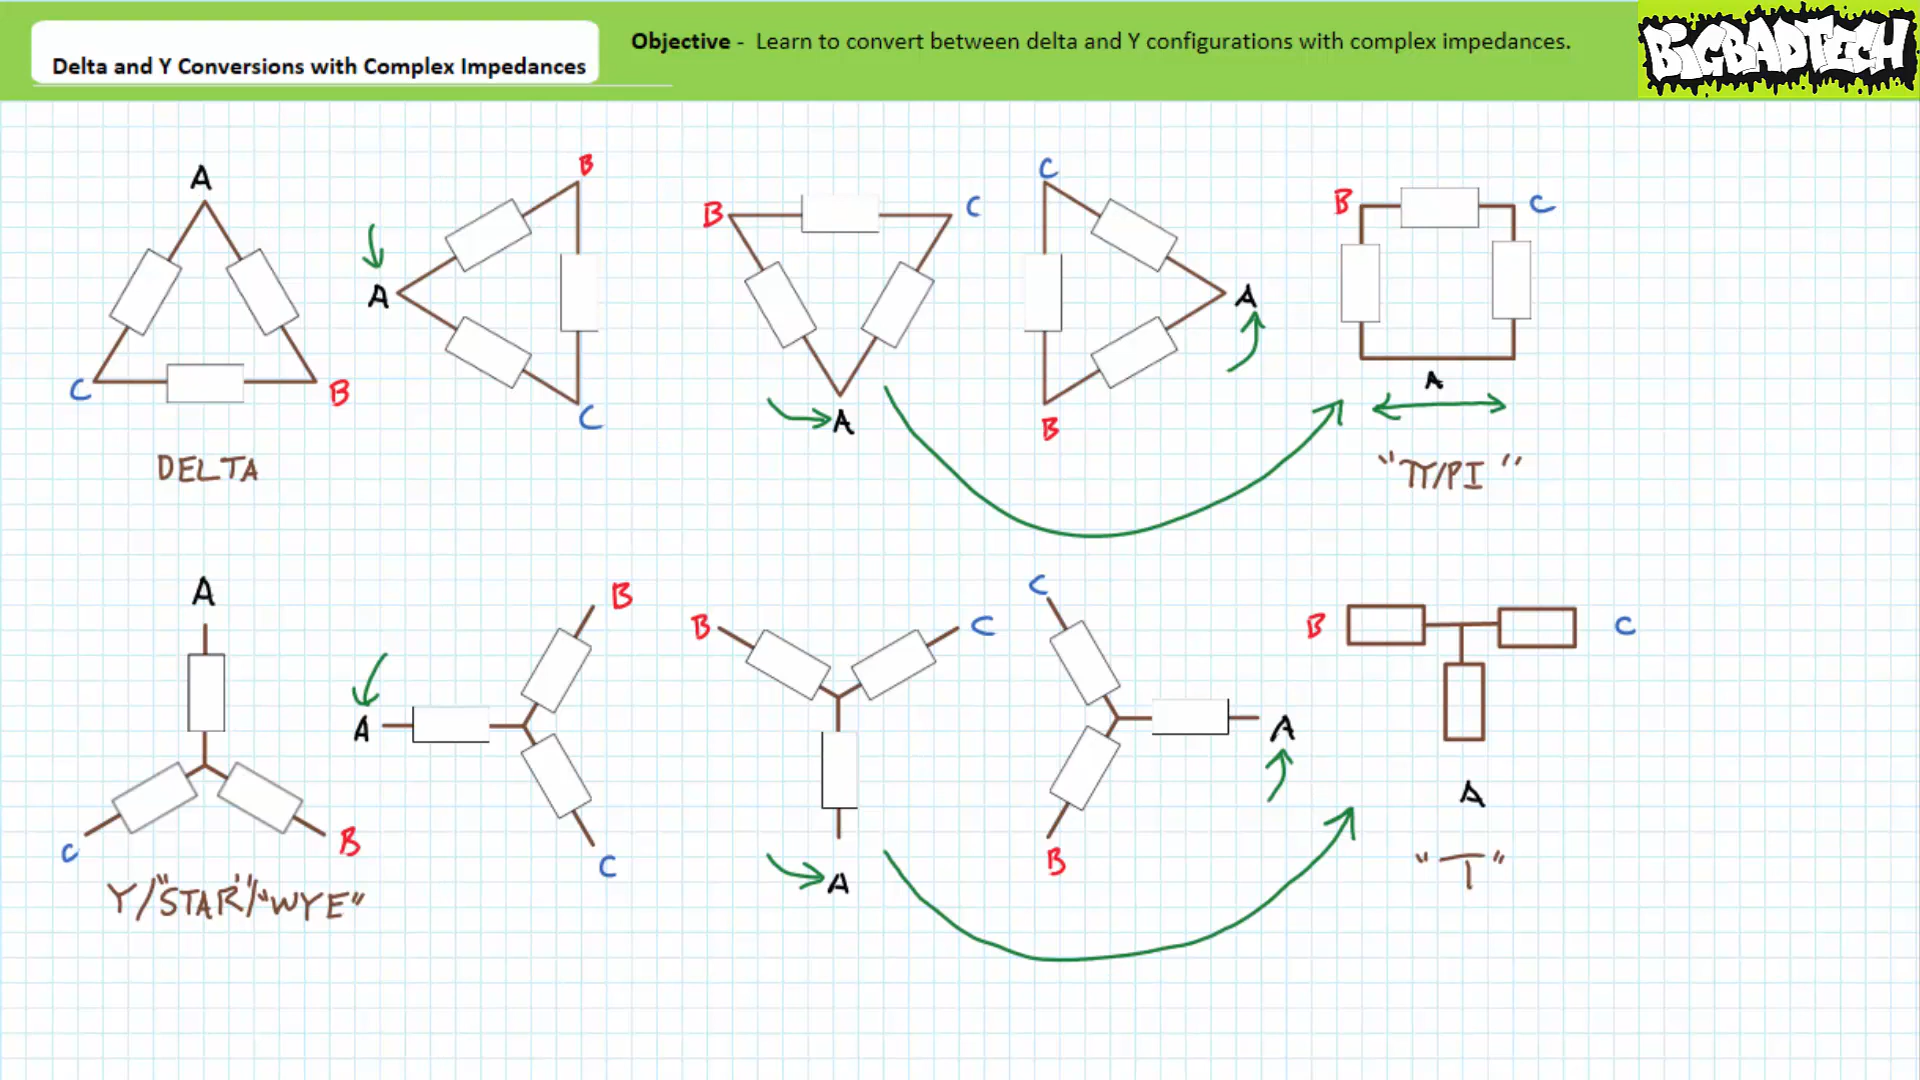 Delta and Y Conversions with Complex Impedances
Objective - Learn to convert between delta and Y configurations with complex impedances.
BIGBADTECH
A
C
B
DELTA
A
B
C
B
C
A
C
A
B
B
C
A
"π/PI"
A
C
B
Y/"STAR"/"WYE"
A
B
C
B
C
A
C
A
B
B
C
A
"T"